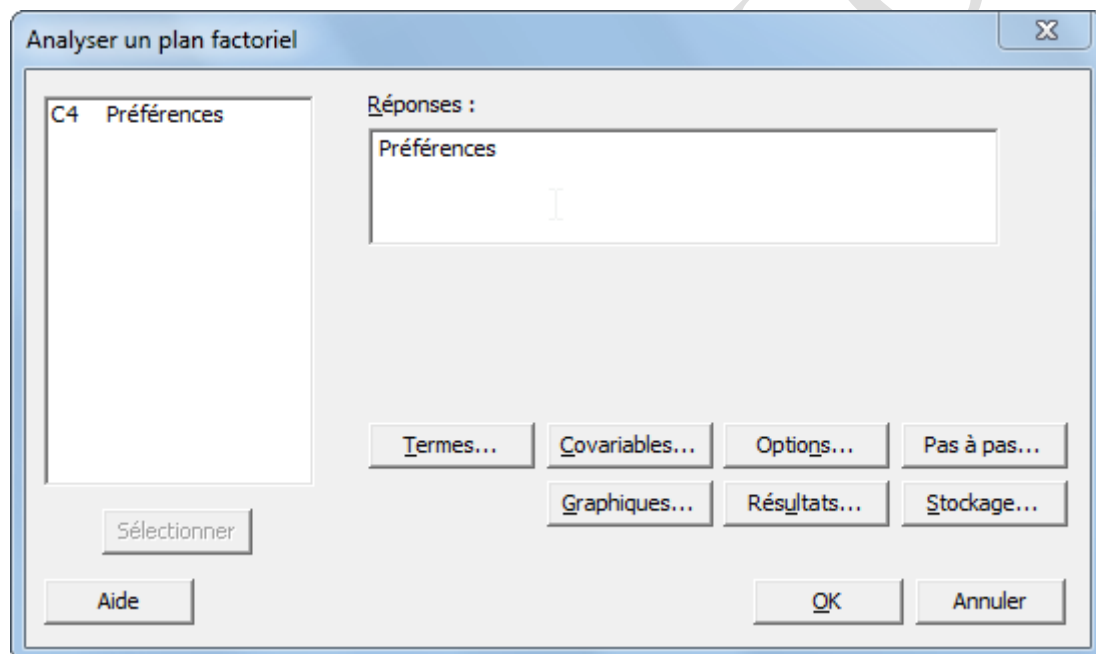 Analyser un plan factoriel
C4 Préférences
Réponses :
Préférences
Termes...
Covariables...
Options...
Pas à pas...
Graphiques...
Résultats...
Stockage...
Sélectionner
Aide
OK
Annuler